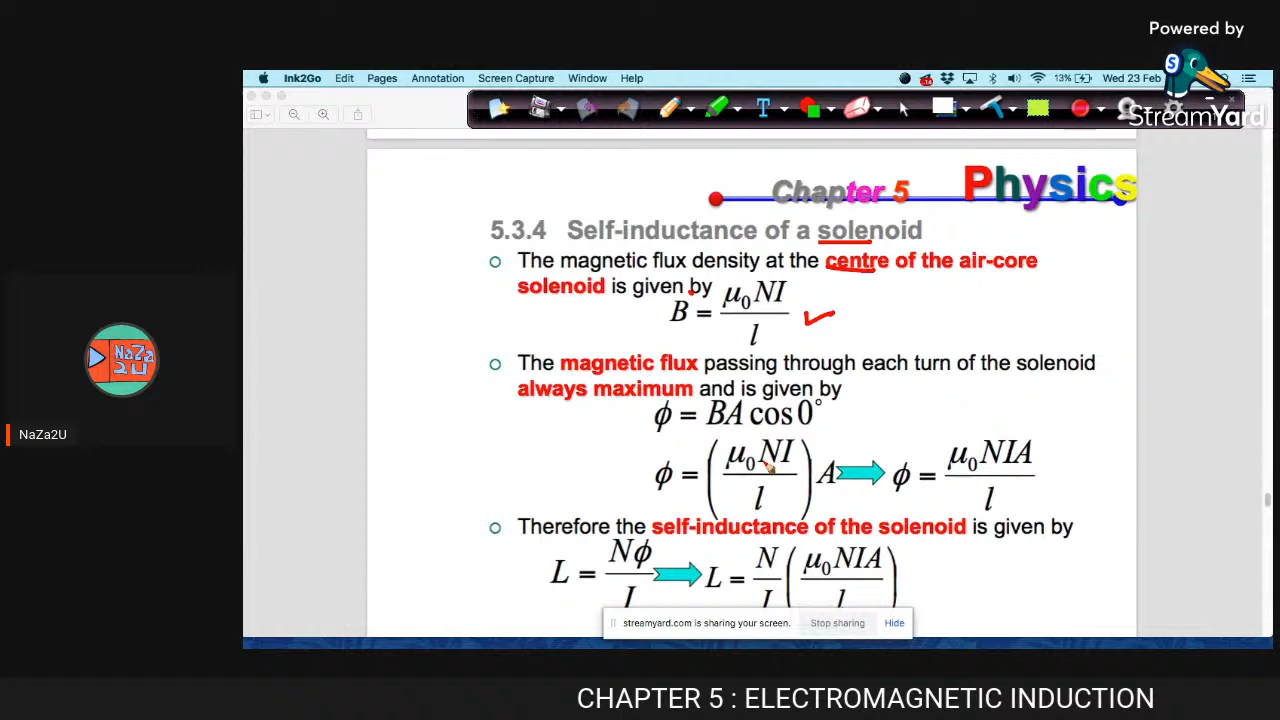 Powered by
StreamYard
Ink2Go Edit Pages Annotation Screen Capture Window Help 13% Wed 23 Feb
Chapter 5 Physics
5.3.4 Self-inductance of a solenoid
The magnetic flux density at the centre of the air-core
solenoid is given by
B = μ₀NI / l
The magnetic flux passing through each turn of the solenoid
always maximum and is given by
ϕ = BA cos 0°
ϕ = (μ₀NI / l) A ϕ = μ₀NIA / l
Therefore the self-inductance of the solenoid is given by
L = Nϕ / I L = N / I (μ₀NIA / l)
streamyard.com is sharing your screen. Stop sharing Hide
NaZa
2U
NaZa2U
CHAPTER 5 : ELECTROMAGNETIC INDUCTION